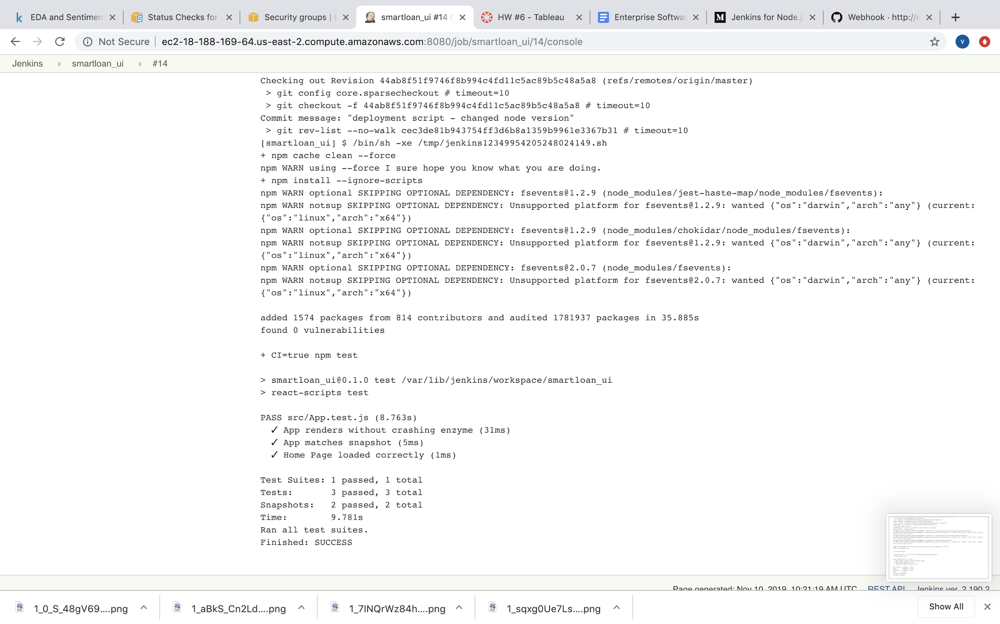 EDA and Sentimen
Status Checks for
Security groups |
smartloan_ui #14
HW #6 - Tableau
Enterprise Softwa
Jenkins for Node.j
Webhook · http://e
Not Secure
ec2-18-188-169-64.us-east-2.compute.amazonaws.com:8080/job/smartloan_ui/14/console
V
Jenkins
smartloan_ui
#14
Checking out Revision 44ab8f51f9746f8b994c4fd11c5ac89b5c48a5a8 (refs/remotes/origin/master)
> git config core.sparsecheckout # timeout=10
> git checkout -f 44ab8f51f9746f8b994c4fd11c5ac89b5c48a5a8 # timeout=10
Commit message: "deployment script - changed node version"
> git rev-list --no-walk cec3de81b943754ff3d6b8a1359b9961e3367b31 # timeout=10
[smartloan_ui] $ /bin/sh -xe /tmp/jenkins12349954205248024149.sh
+ npm cache clean --force
npm WARN using --force I sure hope you know what you are doing.
+ npm install --ignore-scripts
npm WARN optional SKIPPING OPTIONAL DEPENDENCY: fsevents@1.2.9 (node_modules/jest-haste-map/node_modules/fsevents):
npm WARN notsup SKIPPING OPTIONAL DEPENDENCY: Unsupported platform for fsevents@1.2.9: wanted {"os":"darwin","arch":"any"} (current:
{"os":"linux","arch":"x64"})
npm WARN optional SKIPPING OPTIONAL DEPENDENCY: fsevents@1.2.9 (node_modules/chokidar/node_modules/fsevents):
npm WARN notsup SKIPPING OPTIONAL DEPENDENCY: Unsupported platform for fsevents@1.2.9: wanted {"os":"darwin","arch":"any"} (current:
{"os":"linux","arch":"x64"})
npm WARN optional SKIPPING OPTIONAL DEPENDENCY: fsevents@2.0.7 (node_modules/fsevents):
npm WARN notsup SKIPPING OPTIONAL DEPENDENCY: Unsupported platform for fsevents@2.0.7: wanted {"os":"darwin","arch":"any"} (current:
{"os":"linux","arch":"x64"})
added 1574 packages from 814 contributors and audited 1781937 packages in 35.885s
found 0 vulnerabilities
+ CI=true npm test
> smartloan_ui@0.1.0 test /var/lib/jenkins/workspace/smartloan_ui
> react-scripts test
PASS src/App.test.js (8.763s)
✓ App renders without crashing enzyme (31ms)
✓ App matches snapshot (5ms)
✓ Home Page loaded correctly (1ms)
Test Suites: 1 passed, 1 total
Tests: 3 passed, 3 total
Snapshots: 2 passed, 2 total
Time: 9.781s
Ran all test suites.
Finished: SUCCESS
Page generated: Nov 10, 2019, 10:21:19 AM UTC
REST API
Jenkins ver. 2.190.2
1_0_S_48gV69....png
1_aBkS_Cn2Ld....png
1_7INQrWz84h....png
1_sqxg0Ue7Ls....png
Show All